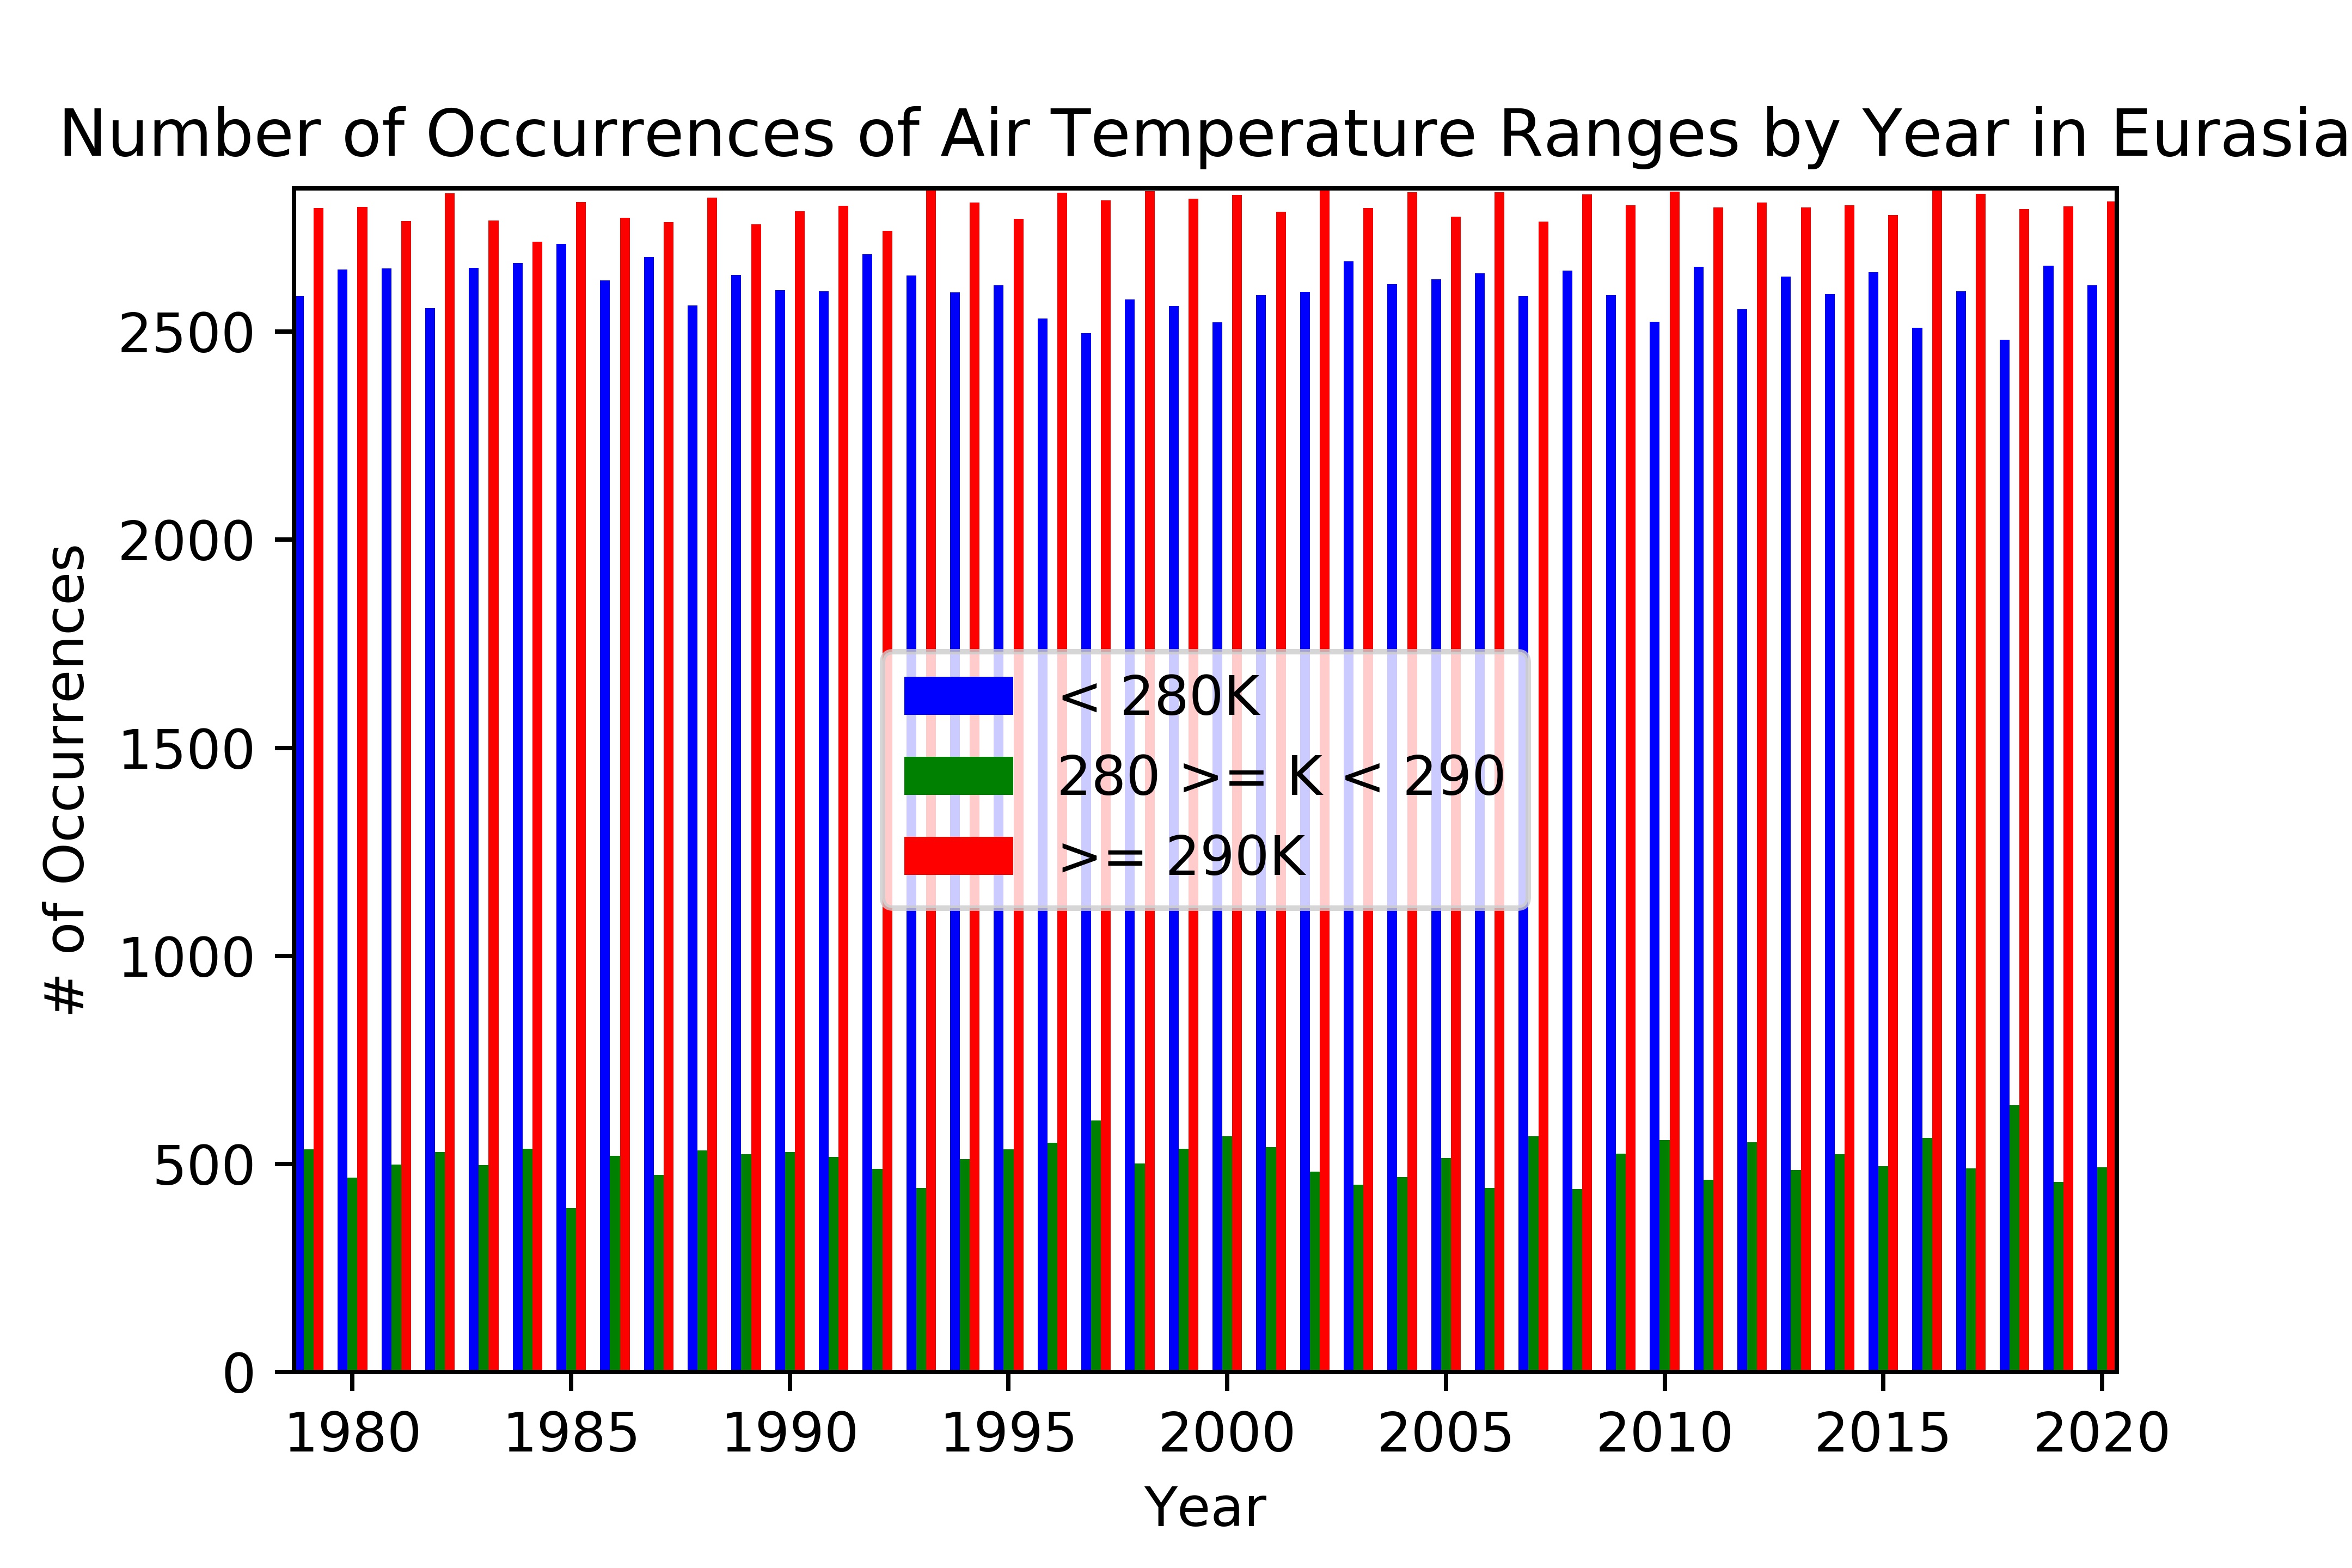 Number of Occurrences of Air Temperature Ranges by Year in Eurasia
# of Occurrences
2500
2000
1500
1000
500
0
< 280K
280 >= K < 290
>= 290K
1980 1985 1990 1995 2000 2005 2010 2015 2020
Year